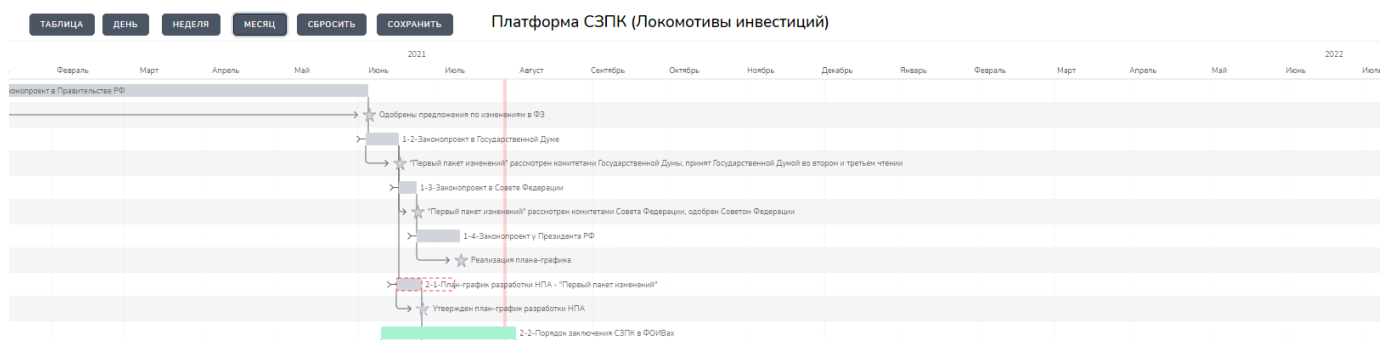 ТАБЛИЦА ДЕНЬ НЕДЕЛЯ МЕСЯЦ СБРОСИТЬ СОХРАНИТЬ Платформа СЗПК (Локомотивы инвестиций)
2021 2022
Февраль Март Апрель Май Июнь Июль Август Сентябрь Октябрь Ноябрь Декабрь Январь Февраль Март Апрель Май Июнь Июль
конопроект в Правительстве РФ
Одобрены предложения по изменениям в ФЗ
1-2-Законопроект в Государственной Думе
"Первый пакет изменений" рассмотрен комитетами Государственной Думы, принят Государственной Думой во втором и третьем чтении
1-3-Законопроект в Совете Федерации
"Первый пакет изменений" рассмотрен комитетами Совета Федерации, одобрен Советом Федерации
1-4-Законопроект у Президента РФ
Реализация плана-графика
2-1-План-график разработки НПА - "Первый пакет изменений"
Утвержден план-график разработки НПА
2-2-Порядок заключения СЗПК в ФОИВах